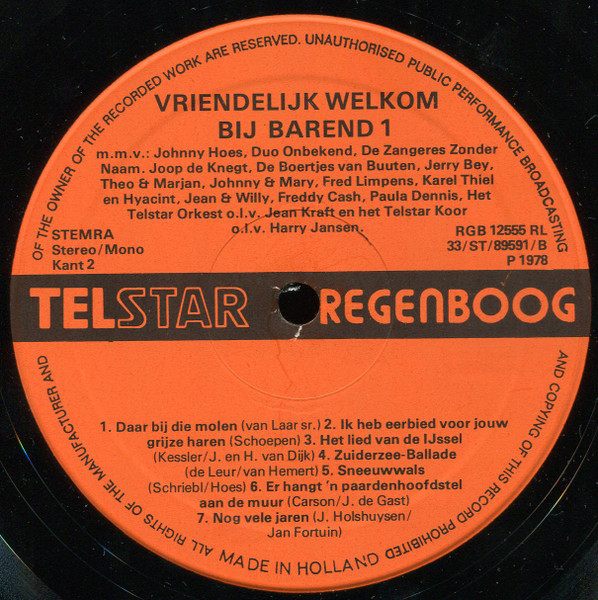 OF THE OWNER OF THE RECORDED WORK ARE RESERVED. UNAUTHORISED PUBLIC PERFORMANCE BROADCASTING
VRIENDELIJK WELKOM
BIJ BAREND 1
m.m.v.: Johnny Hoes, Duo Onbekend, De Zangeres Zonder
Naam. Joop de Knegt, De Boertjes van Buuten, Jerry Bey,
Theo & Marjan, Johnny & Mary, Fred Limpens, Karel Thiel
en Hyacint, Jean & Willy, Freddy Cash, Paula Dennis, Het
Telstar Orkest o.l.v. Jean Kraft en het Telstar Koor
o.l.v. Harry Jansen.
STEMRA
Stereo/Mono
Kant 2
RGB 12555 RL
33/ST/89591/B
P 1978
TELSTAR REGENBOOG
1. Daar bij die molen (van Laar sr.) 2. Ik heb eerbied voor jouw
grijze haren (Schoepen) 3. Het lied van de IJssel
(Kessler/J. en H. van Dijk) 4. Zuiderzee-Ballade
(de Leur/van Hemert) 5. Sneeuwwals
(Schriebl/Hoes) 6. Er hangt 'n paardenhoofdstel
aan de muur (Carson/J. de Gast)
7. Nog vele jaren (J. Holshuysen/
Jan Fortuin)
AND COPYING OF THIS RECORD PROHIBITED
ALL RIGHTS OF THE MANUFACTURER AND
MADE IN HOLLAND